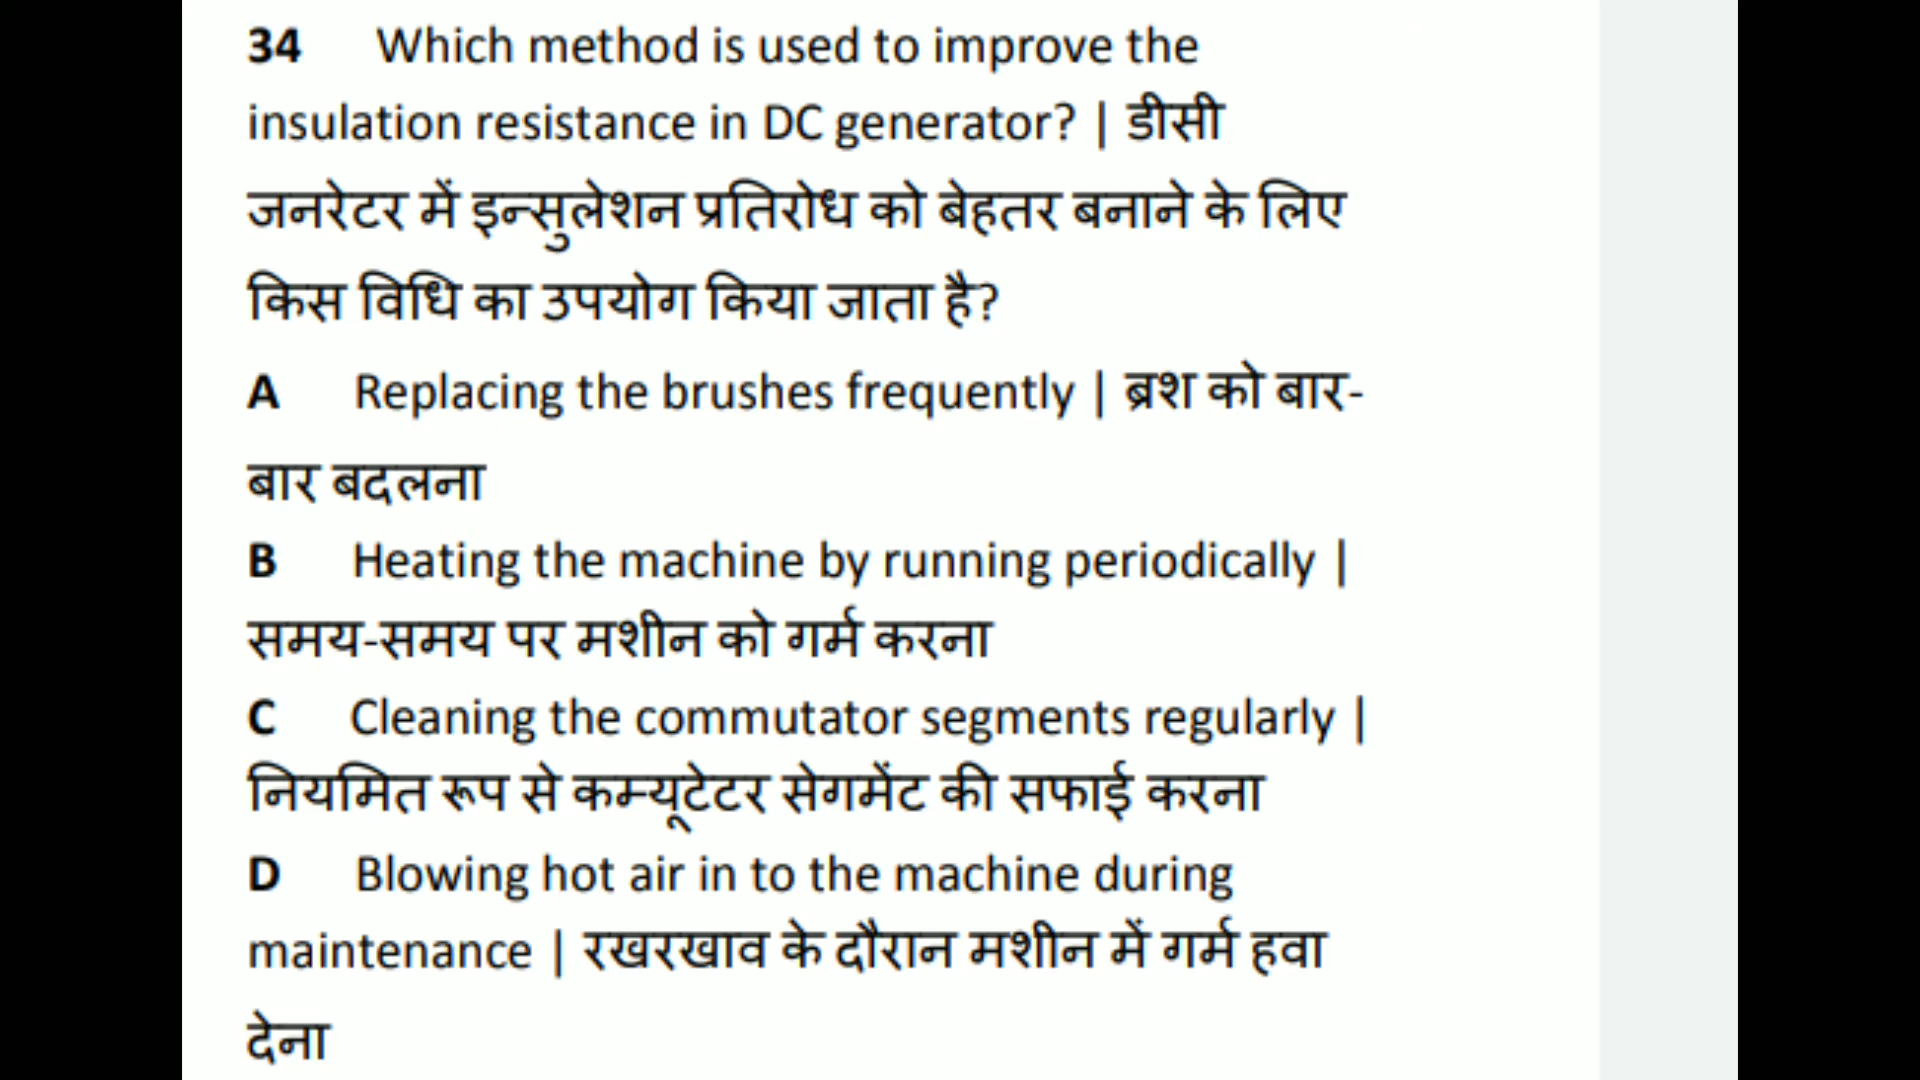 34 Which method is used to improve the
insulation resistance in DC generator? | डीसी
जनरेटर में इन्सुलेशन प्रतिरोध को बेहतर बनाने के लिए
किस विधि का उपयोग किया जाता है?
A Replacing the brushes frequently | ब्रश को बार-
बार बदलना
B Heating the machine by running periodically |
समय-समय पर मशीन को गर्म करना
C Cleaning the commutator segments regularly |
नियमित रूप से कम्यूटेटर सेगमेंट की सफाई करना
D Blowing hot air in to the machine during
maintenance | रखरखाव के दौरान मशीन में गर्म हवा
देना